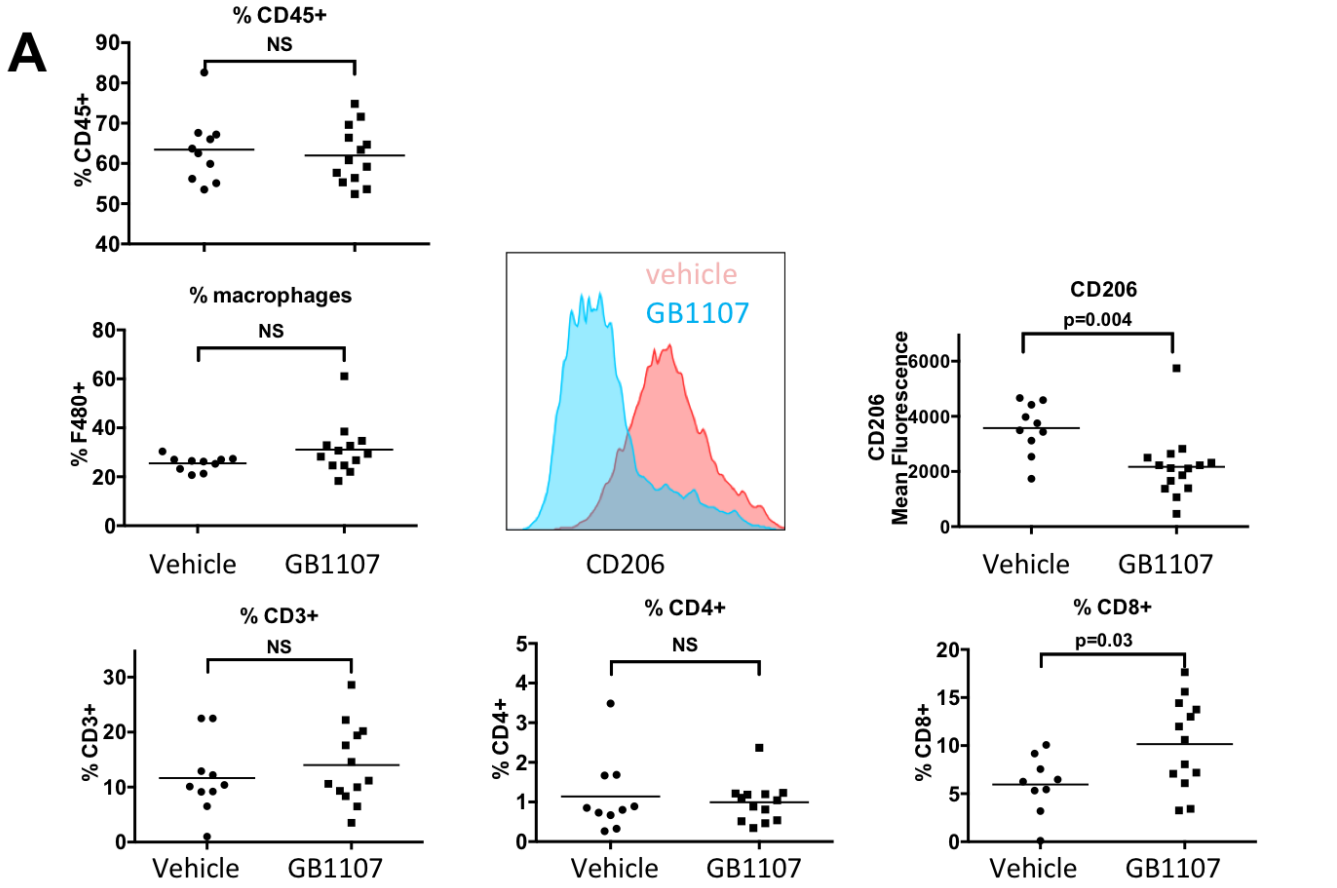 A
% CD45+
NS
% CD45+
90
80
70
60
50
40
% macrophages
NS
% F480+
80
60
40
20
0
Vehicle
GB1107
vehicle
GB1107
CD206
CD206
p=0.004
CD206
Mean Fluorescence
6000
4000
2000
0
Vehicle
GB1107
% CD3+
NS
% CD3+
30
20
10
0
Vehicle
GB1107
% CD4+
NS
% CD4+
5
4
3
2
1
0
Vehicle
GB1107
% CD8+
p=0.03
% CD8+
20
15
10
5
0
Vehicle
GB1107